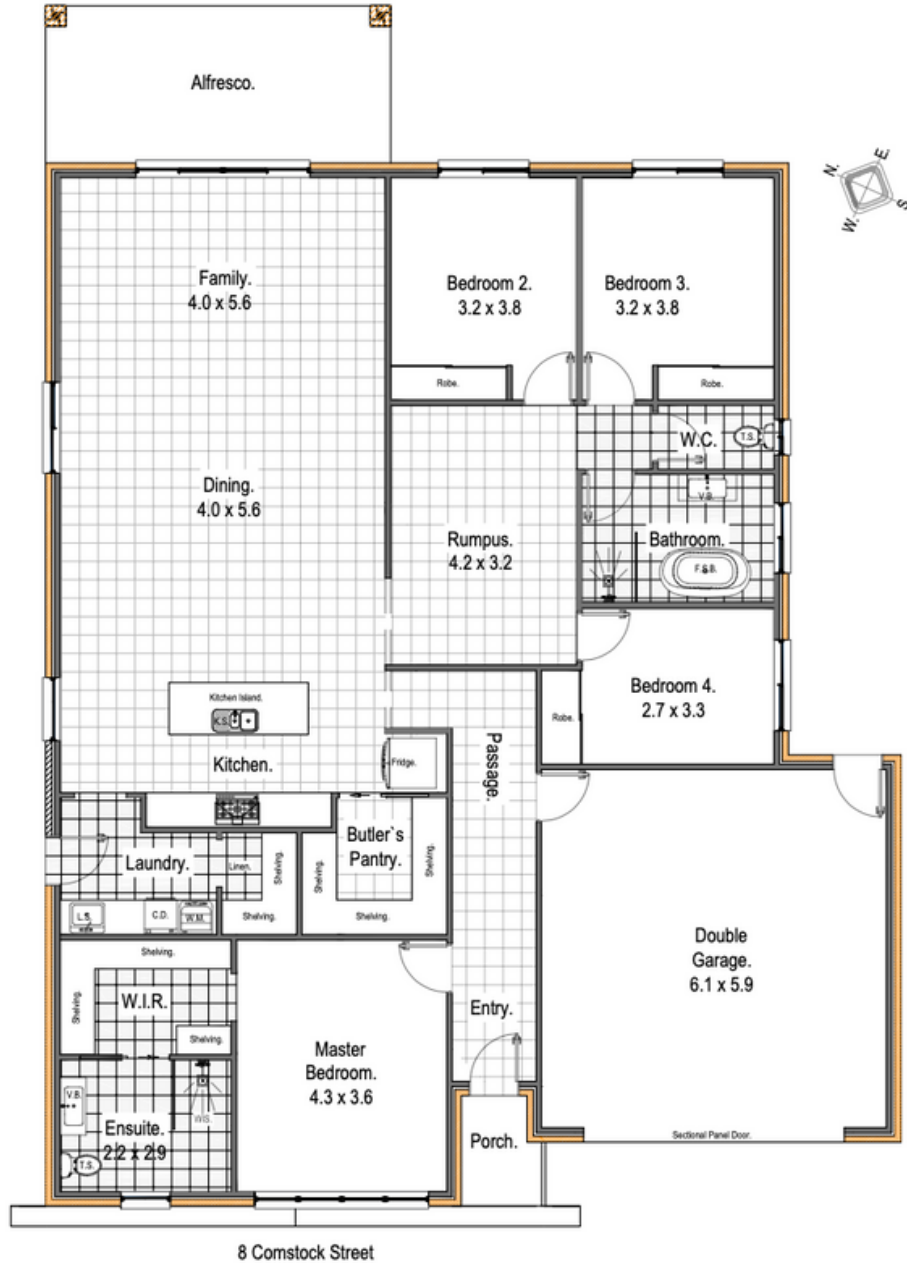 Alfresco.
N.
E.
W.
S.
Family.
4.0 x 5.6
Bedroom 2.
3.2 x 3.8
Bedroom 3.
3.2 x 3.8
Robe.
Robe.
W.C.
T.S.
V.B.
Dining.
4.0 x 5.6
Rumpus.
4.2 x 3.2
Bathroom.
F.S.B.
Kitchen Island.
K.S.
Bedroom 4.
2.7 x 3.3
Robe.
Passage.
Kitchen.
Fridge.
Butler`s
Pantry.
Shelving.
Shelving.
Shelving.
Laundry.
Linen.
Shelving.
Shelving.
L.S.
C.D.
W.M.
Double
Garage.
6.1 x 5.9
Shelving.
Shelving.
W.I.R.
Shelving.
Entry.
Master
Bedroom.
4.3 x 3.6
V.B.
Ensuite.
2.2 x 2.9
T.S.
Porch.
Sectional Panel Door.
8 Comstock Street